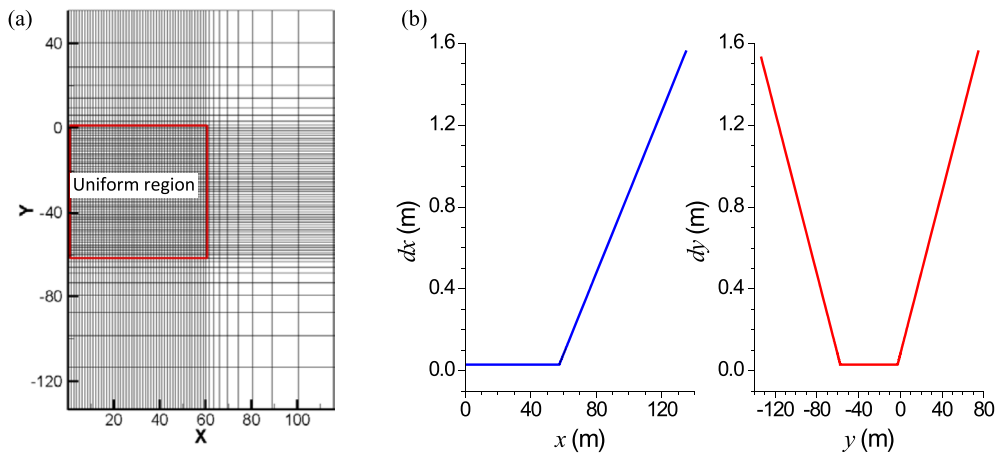 (a)
40
0
-40
-80
-120
Y
Uniform region
20 40 60 80 100
X
(b)
1.6
1.2
0.8
0.4
0.0
dx (m)
0 40 80 120
x (m)
1.6
1.2
0.8
0.4
0.0
dy (m)
-120 -80 -40 0 40 80
y (m)